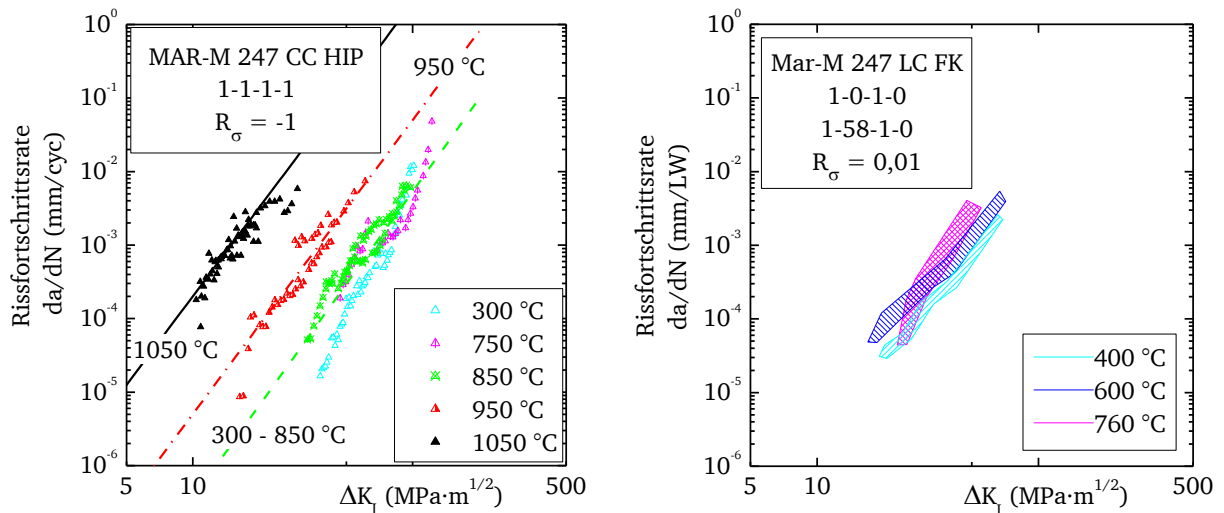 Rissfortschrittsrate
da/dN (mm/cyc)
10⁰
10⁻¹
10⁻²
10⁻³
10⁻⁴
10⁻⁵
10⁻⁶
MAR-M 247 CC HIP
1-1-1-1
R_σ = -1
950 °C
1050 °C
300 - 850 °C
300 °C
750 °C
850 °C
950 °C
1050 °C
5 10 500
ΔK_I (MPa·m^1/2)
Rissfortschrittsrate
da/dN (mm/LW)
10⁰
10⁻¹
10⁻²
10⁻³
10⁻⁴
10⁻⁵
10⁻⁶
Mar-M 247 LC FK
1-0-1-0
1-58-1-0
R_σ = 0,01
400 °C
600 °C
760 °C
5 10 500
ΔK_I (MPa·m^1/2)